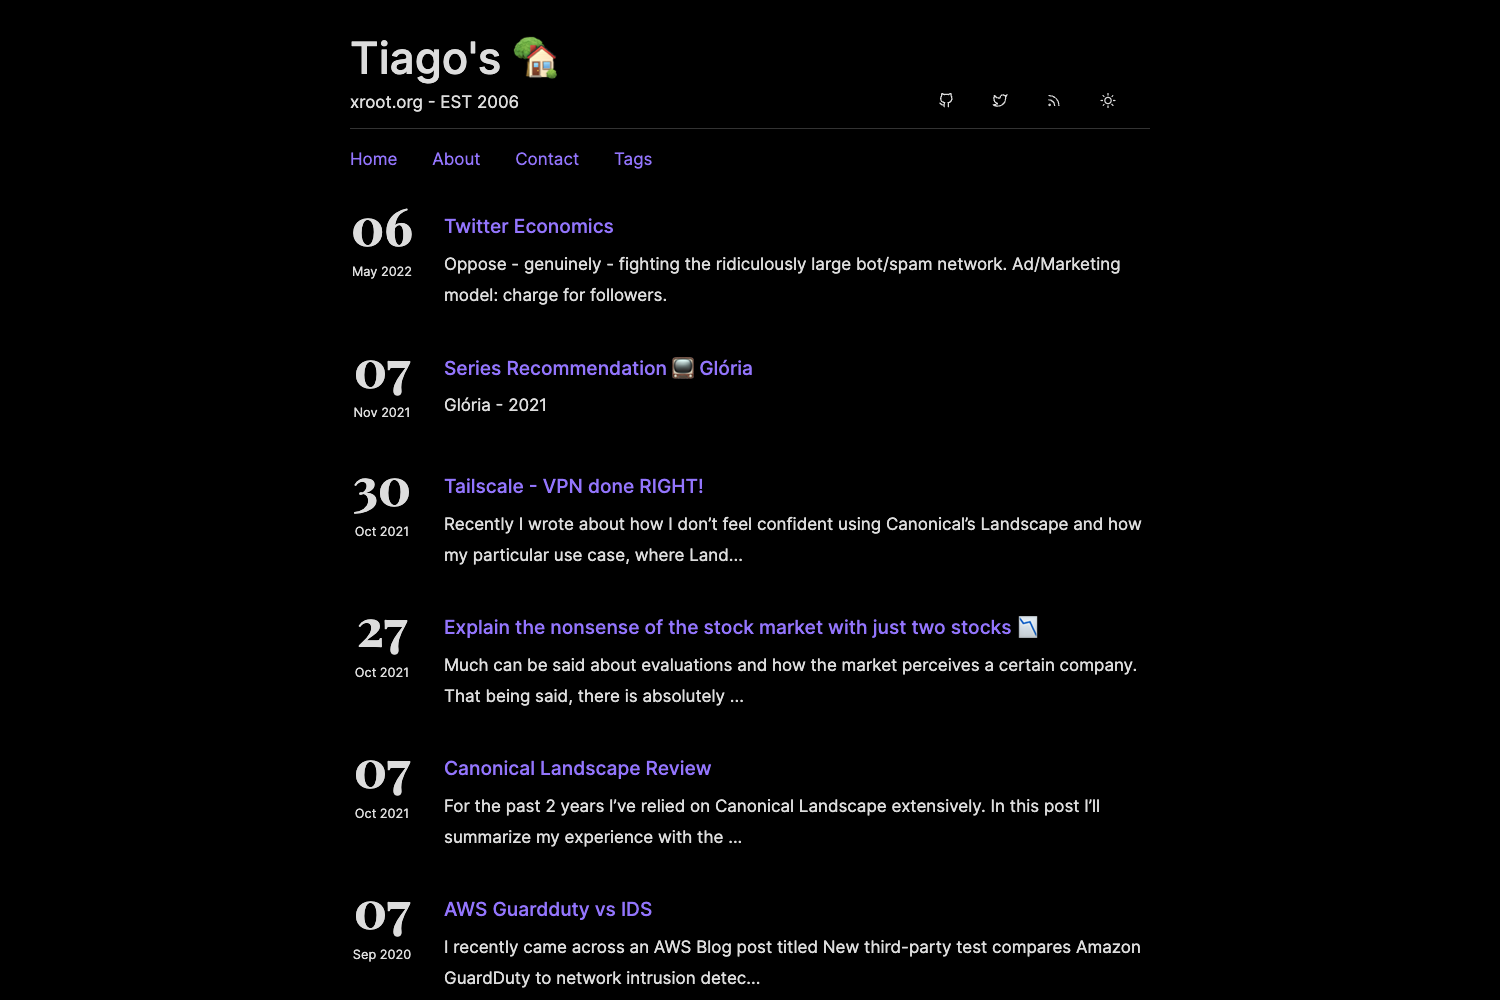 Tiago's 🏡
xroot.org - EST 2006
Home About Contact Tags
06
May 2022
Twitter Economics
Oppose - genuinely - fighting the ridiculously large bot/spam network. Ad/Marketing
model: charge for followers.
07
Nov 2021
Series Recommendation 📺 Glória
Glória - 2021
30
Oct 2021
Tailscale - VPN done RIGHT!
Recently I wrote about how I don’t feel confident using Canonical’s Landscape and how
my particular use case, where Land...
27
Oct 2021
Explain the nonsense of the stock market with just two stocks 📉
Much can be said about evaluations and how the market perceives a certain company.
That being said, there is absolutely ...
07
Oct 2021
Canonical Landscape Review
For the past 2 years I’ve relied on Canonical Landscape extensively. In this post I’ll
summarize my experience with the ...
07
Sep 2020
AWS Guardduty vs IDS
I recently came across an AWS Blog post titled New third-party test compares Amazon
GuardDuty to network intrusion detec...